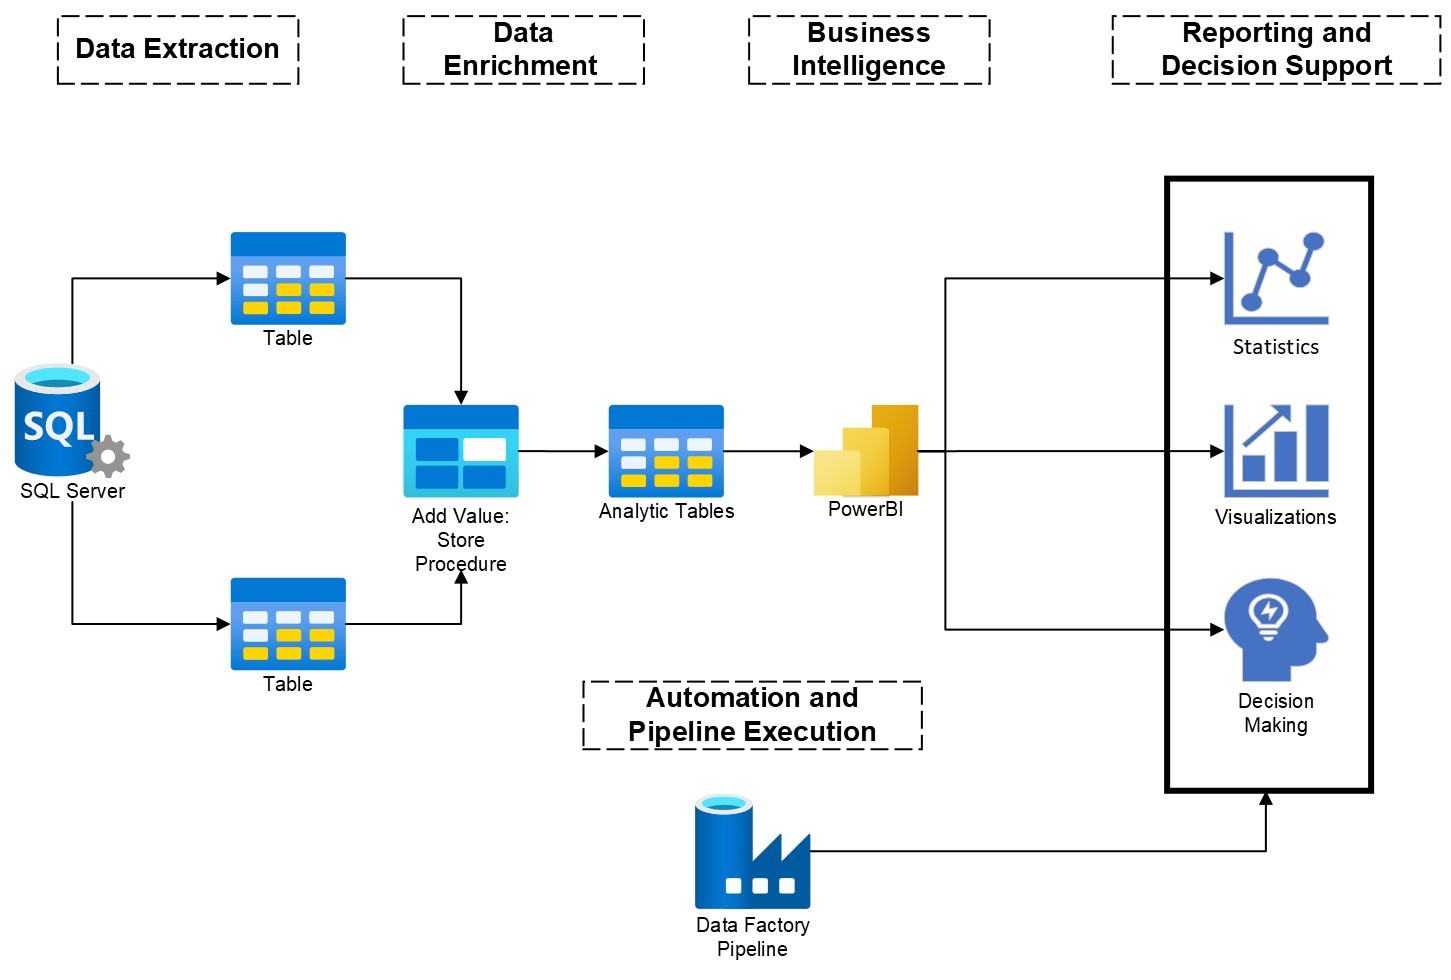 Data Extraction
Data
Enrichment
Business
Intelligence
Reporting and
Decision Support
Table
Statistics
SQL
SQL Server
Add Value:
Store
Procedure
Analytic Tables
PowerBI
Visualizations
Table
Decision
Making
Automation and
Pipeline Execution
Data Factory
Pipeline